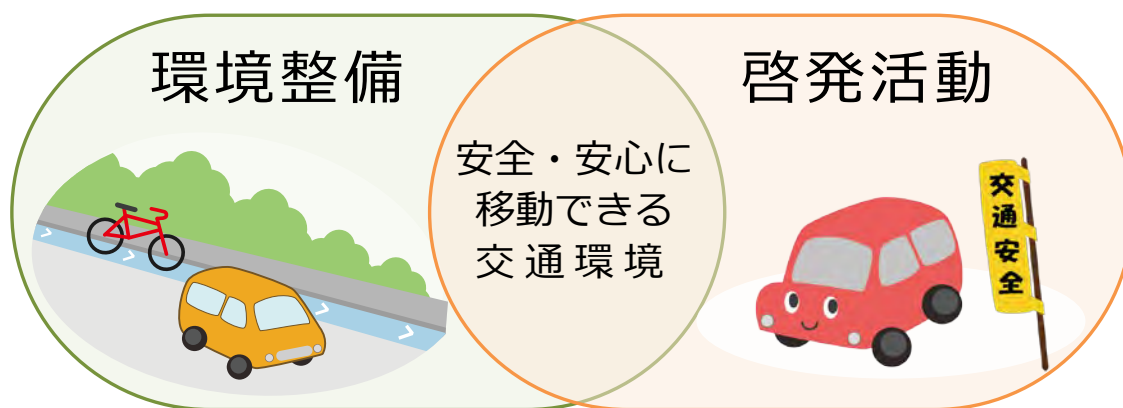 環境整備
啓発活動
安全・安心に
移動できる
交通環境
交通安全